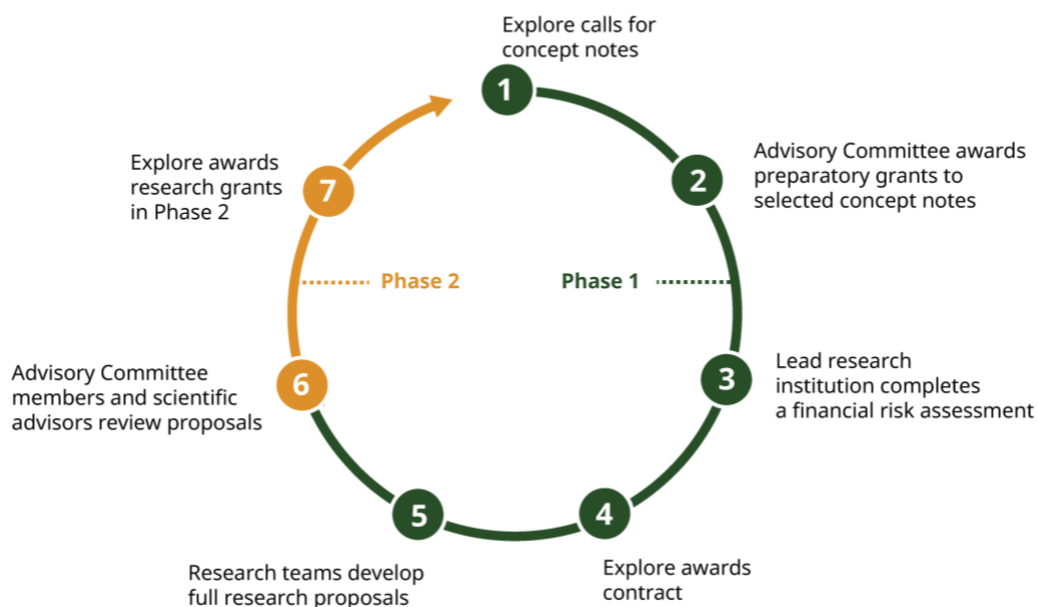 Explore calls for
concept notes
1
Advisory Committee awards
preparatory grants to
selected concept notes
2
Explore awards
research grants
in Phase 2
7
Phase 2
Phase 1
Lead research
institution completes
a financial risk assessment
3
Advisory Committee
members and scientific
advisors review proposals
6
5
4
Research teams develop
full research proposals
Explore awards
contract